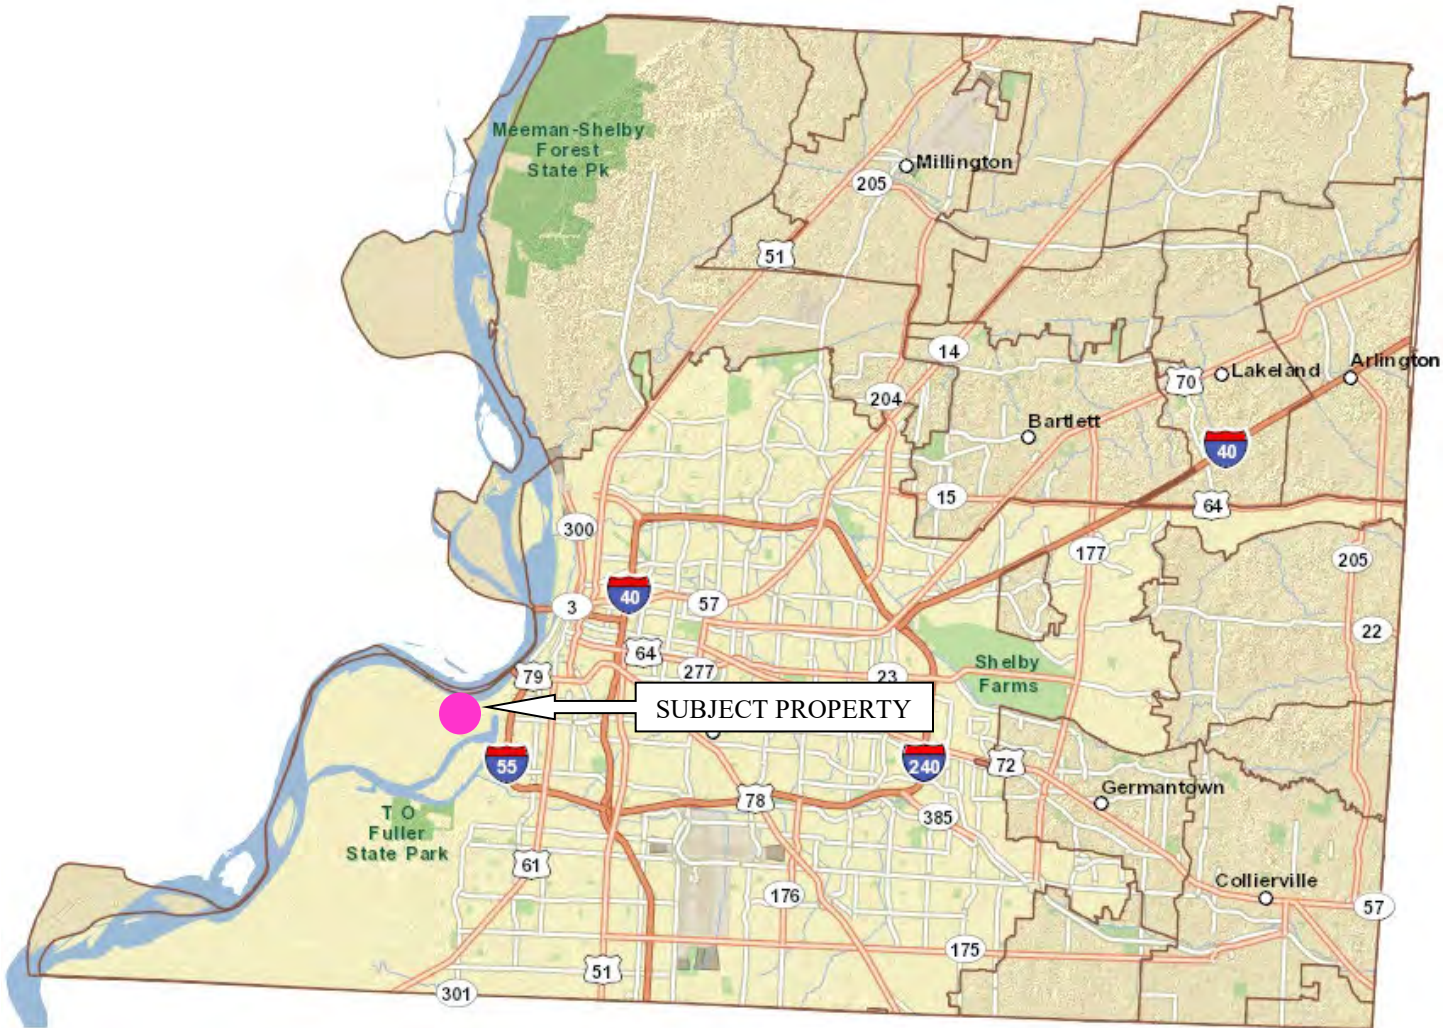 Meeman-Shelby
Forest
State Pk
Millington
205
51
14
204
70
Lakeland
Arlington
Bartlett
40
15
64
300
177
205
40
57
3
22
64
277
23
Shelby
Farms
79
SUBJECT PROPERTY
55
240
72
78
Germantown
385
T O
Fuller
State Park
61
176
Collierville
57
175
51
301